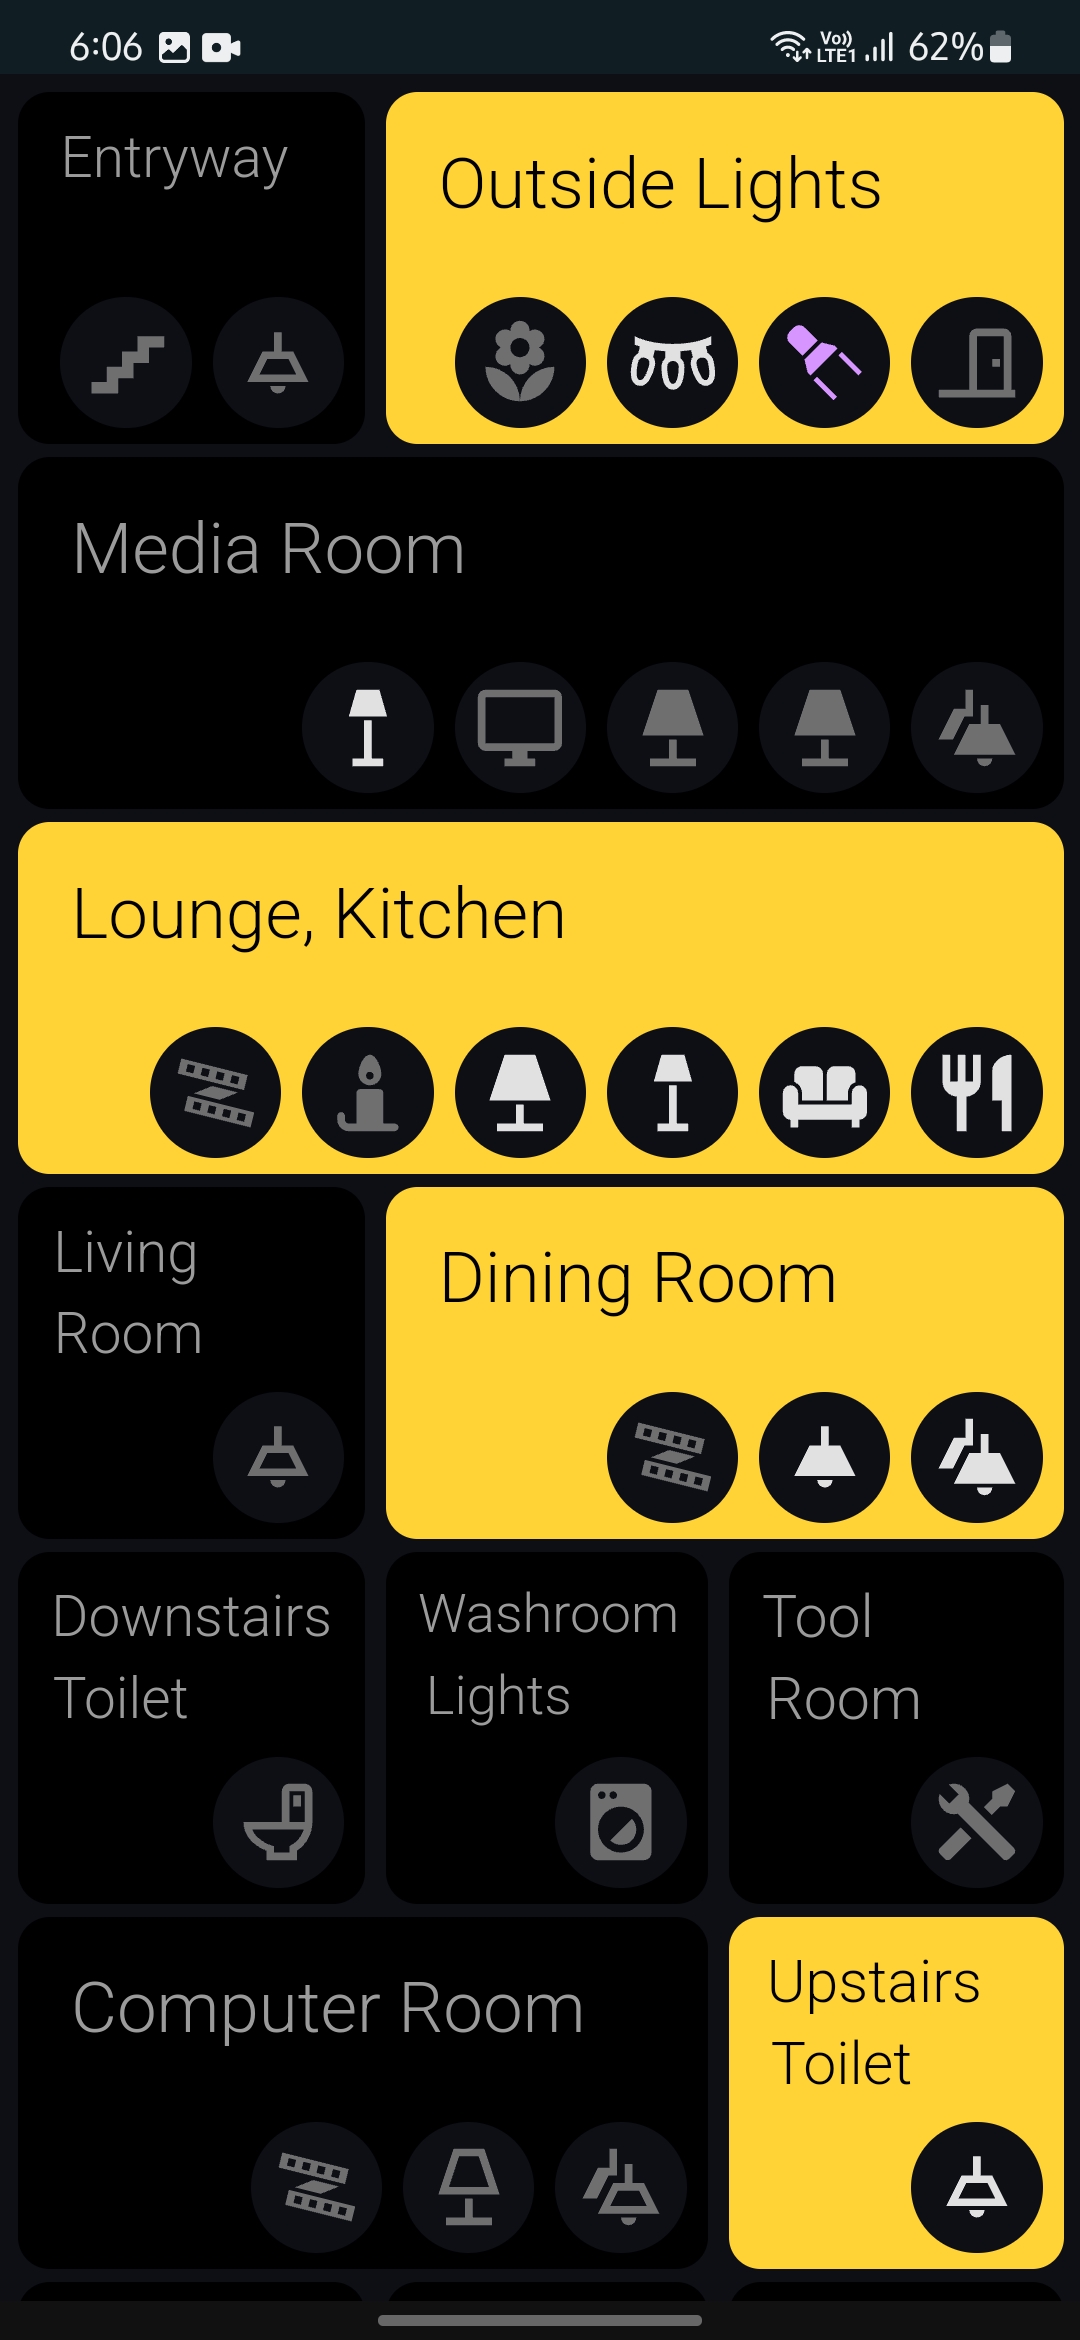 6:06 Vo)) LTE1 62%
Entryway
Outside Lights
Media Room
Lounge, Kitchen
Living
Room
Dining Room
Downstairs
Toilet
Washroom
Lights
Tool
Room
Computer Room
Upstairs
Toilet